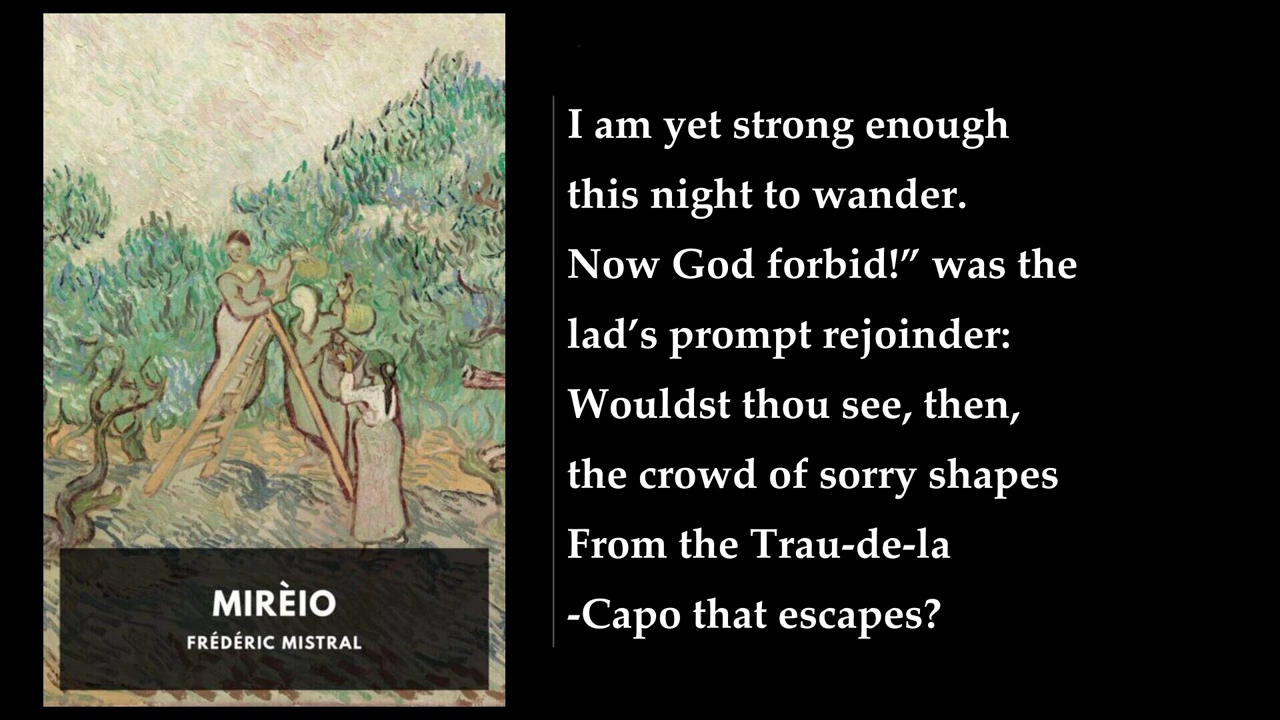 MIRÈIO
FRÉDÉRIC MISTRAL
I am yet strong enough
this night to wander.
Now God forbid!” was the
lad’s prompt rejoinder:
Wouldst thou see, then,
the crowd of sorry shapes
From the Trau-de-la
-Capo that escapes?